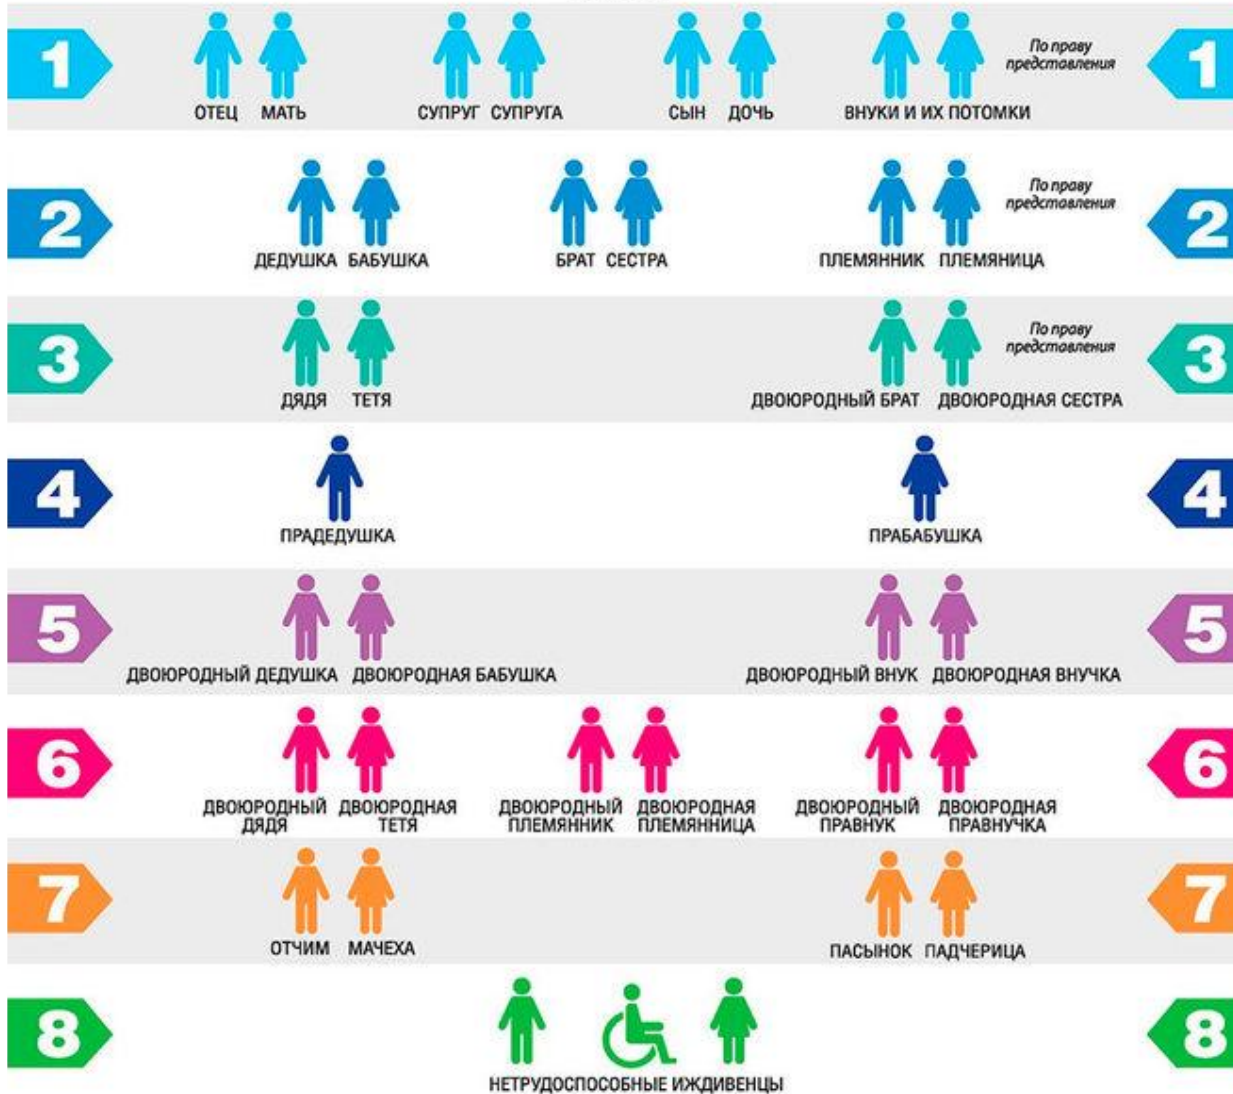 1 ОТЕЦ МАТЬ СУПРУГ СУПРУГА СЫН ДОЧЬ ВНУКИ И ИХ ПОТОМКИ По праву 1
представления
2 ДЕДУШКА БАБУШКА БРАТ СЕСТРА ПЛЕМЯННИК ПЛЕМЯНИЦА По праву 2
представления
3 ДЯДЯ ТЕТЯ ДВОЮРОДНЫЙ БРАТ ДВОЮРОДНАЯ СЕСТРА По праву 3
представления
4 ПРАДЕДУШКА ПРАБАБУШКА 4
5 ДВОЮРОДНЫЙ ДЕДУШКА ДВОЮРОДНАЯ БАБУШКА ДВОЮРОДНЫЙ ВНУК ДВОЮРОДНАЯ ВНУЧКА 5
6 6
ДВОЮРОДНЫЙ ДВОЮРОДНАЯ ДВОЮРОДНЫЙ ДВОЮРОДНАЯ ДВОЮРОДНЫЙ ДВОЮРОДНАЯ
ДЯДЯ ТЕТЯ ПЛЕМЯННИК ПЛЕМЯННИЦА ПРАВНУК ПРАВНУЧКА
7 ОТЧИМ МАЧЕХА ПАСЫНОК ПАДЧЕРИЦА 7
8 НЕТРУДОСПОСОБНЫЕ ИЖДИВЕНЦЫ 8